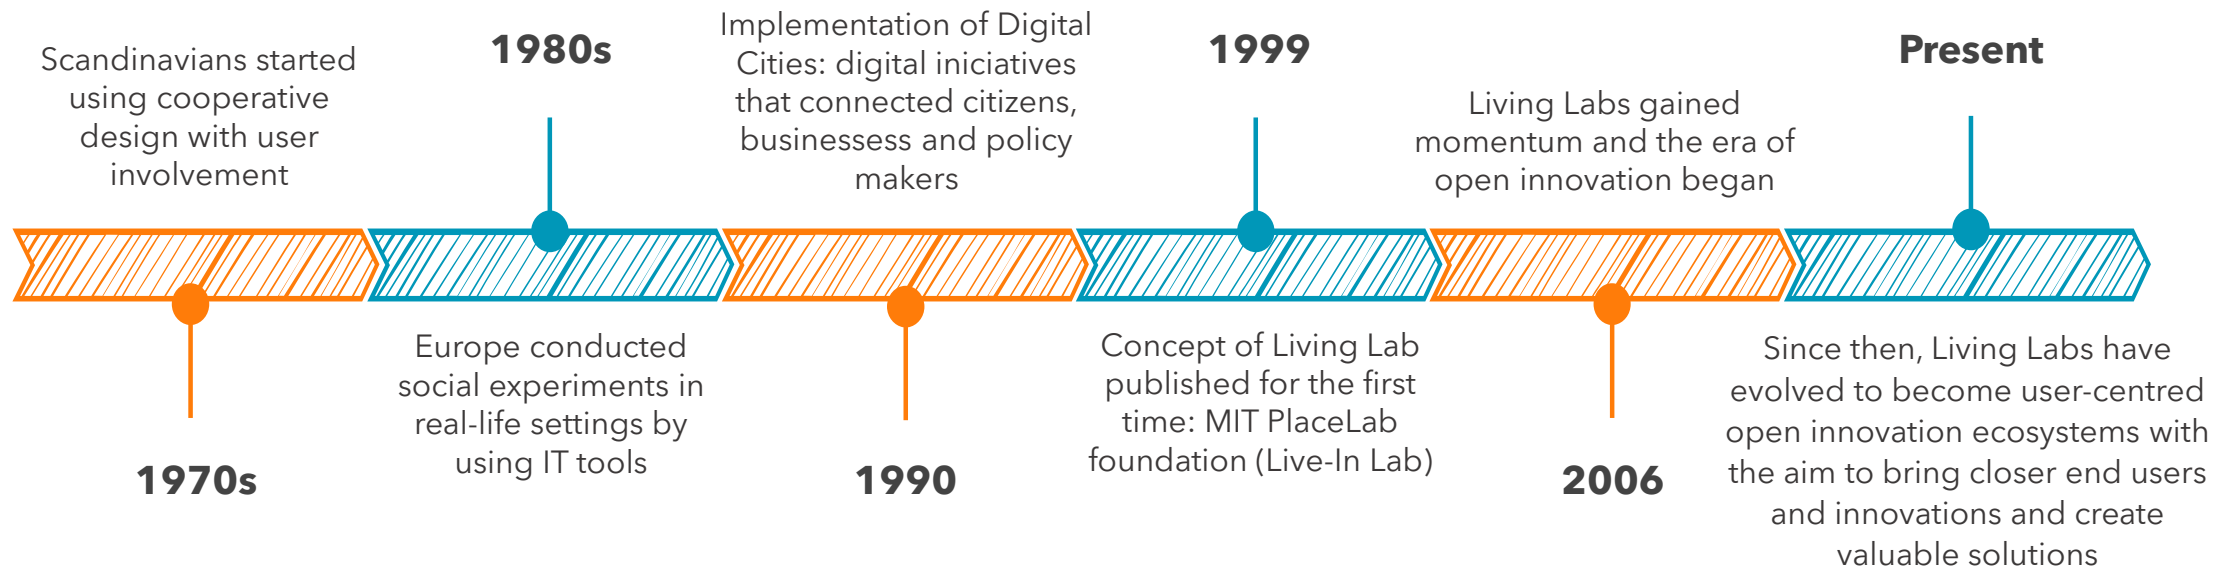 Scandinavians started
using cooperative
design with user
involvement
1970s
1980s
Europe conducted
social experiments in
real-life settings by
using IT tools
Implementation of Digital
Cities: digital iniciatives
that connected citizens,
businessess and policy
makers
1990
1999
Concept of Living Lab
published for the first
time: MIT PlaceLab
foundation (Live-In Lab)
Living Labs gained
momentum and the era of
open innovation began
2006
Present
Since then, Living Labs have
evolved to become user-centred
open innovation ecosystems with
the aim to bring closer end users
and innovations and create
valuable solutions